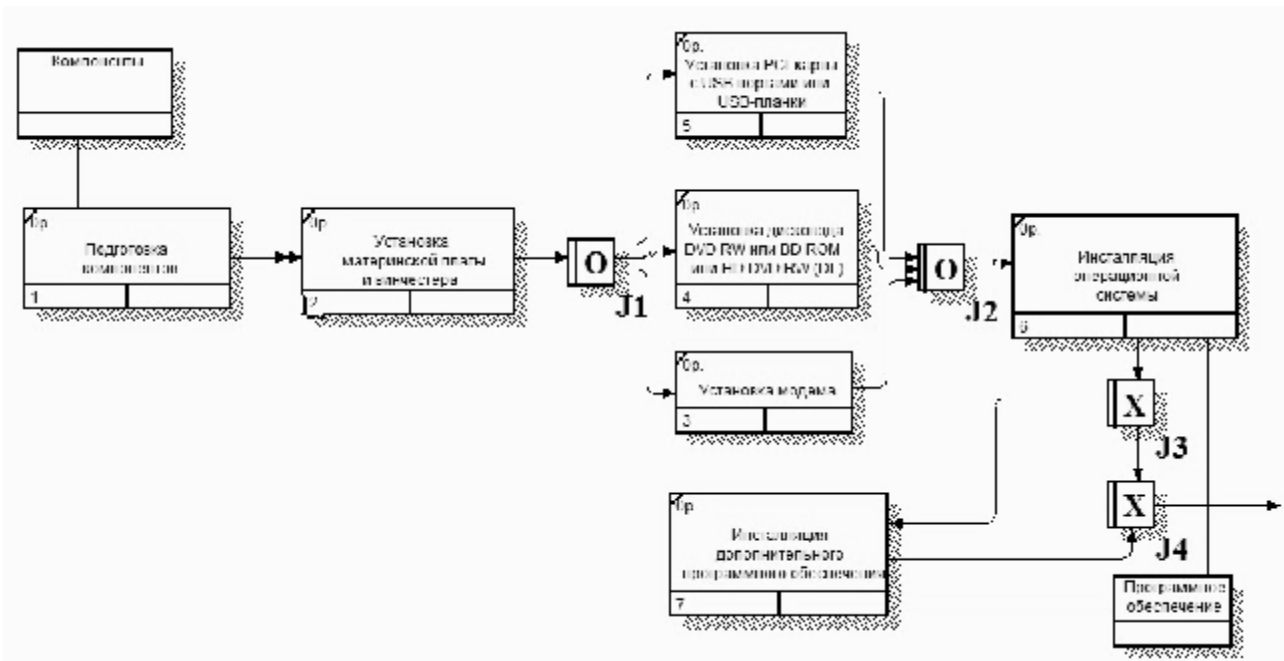 Компоненты
0р.
Установка PCI карты
с USB портами или
USB-планки
5
0р.
Подготовка
компонентов
1
0р.
Установка
материнской платы
и винчестера
2
O
J1
0р.
Установка дисковода
DVD RW или BD ROM
или HD DVD RW (DL)
4
O
J2
0р.
Инсталляция
операционной
системы
6
0р.
Установка модема
3
X
J3
0р.
Инсталляция
дополнительного
программного обеспечения
7
X
J4
Программное
обеспечение